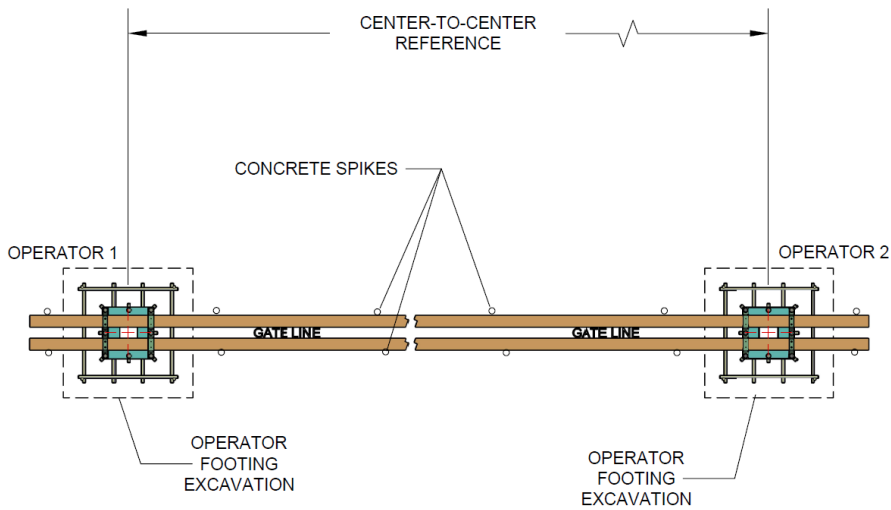 CENTER-TO-CENTER
REFERENCE
CONCRETE SPIKES
OPERATOR 1
OPERATOR 2
GATE LINE
GATE LINE
OPERATOR
FOOTING
EXCAVATION
OPERATOR
FOOTING
EXCAVATION